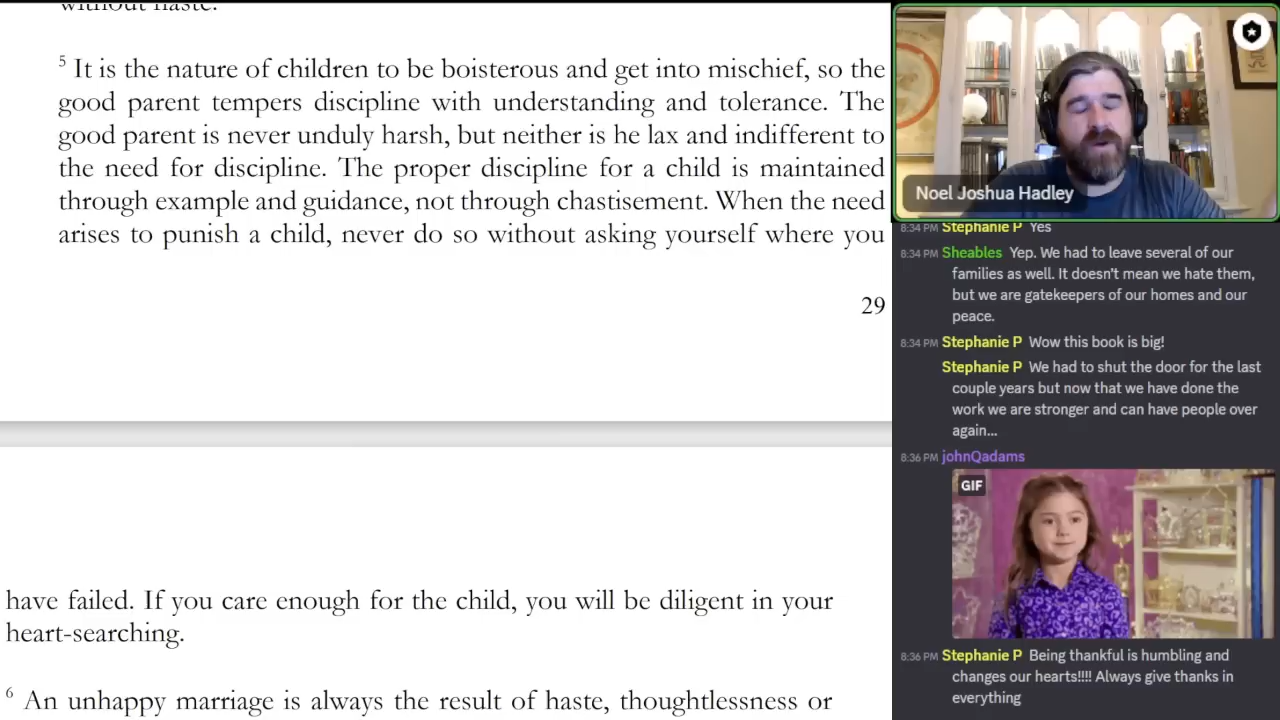 without haste.
5 It is the nature of children to be boisterous and get into mischief, so the
good parent tempers discipline with understanding and tolerance. The
good parent is never unduly harsh, but neither is he lax and indifferent to
the need for discipline. The proper discipline for a child is maintained
through example and guidance, not through chastisement. When the need
arises to punish a child, never do so without asking yourself where you
29
have failed. If you care enough for the child, you will be diligent in your
heart-searching.
6 An unhappy marriage is always the result of haste, thoughtlessness or
Noel Joshua Hadley
8:34 PM Stephanie P Yes
8:34 PM Sheables Yep. We had to leave several of our
families as well. It doesn't mean we hate them,
but we are gatekeepers of our homes and our
peace.
8:34 PM Stephanie P Wow this book is big!
Stephanie P We had to shut the door for the last
couple years but now that we have done the
work we are stronger and can have people over
again...
8:36 PM johnQadams
GIF
8:36 PM Stephanie P Being thankful is humbling and
changes our hearts!!!! Always give thanks in
everything